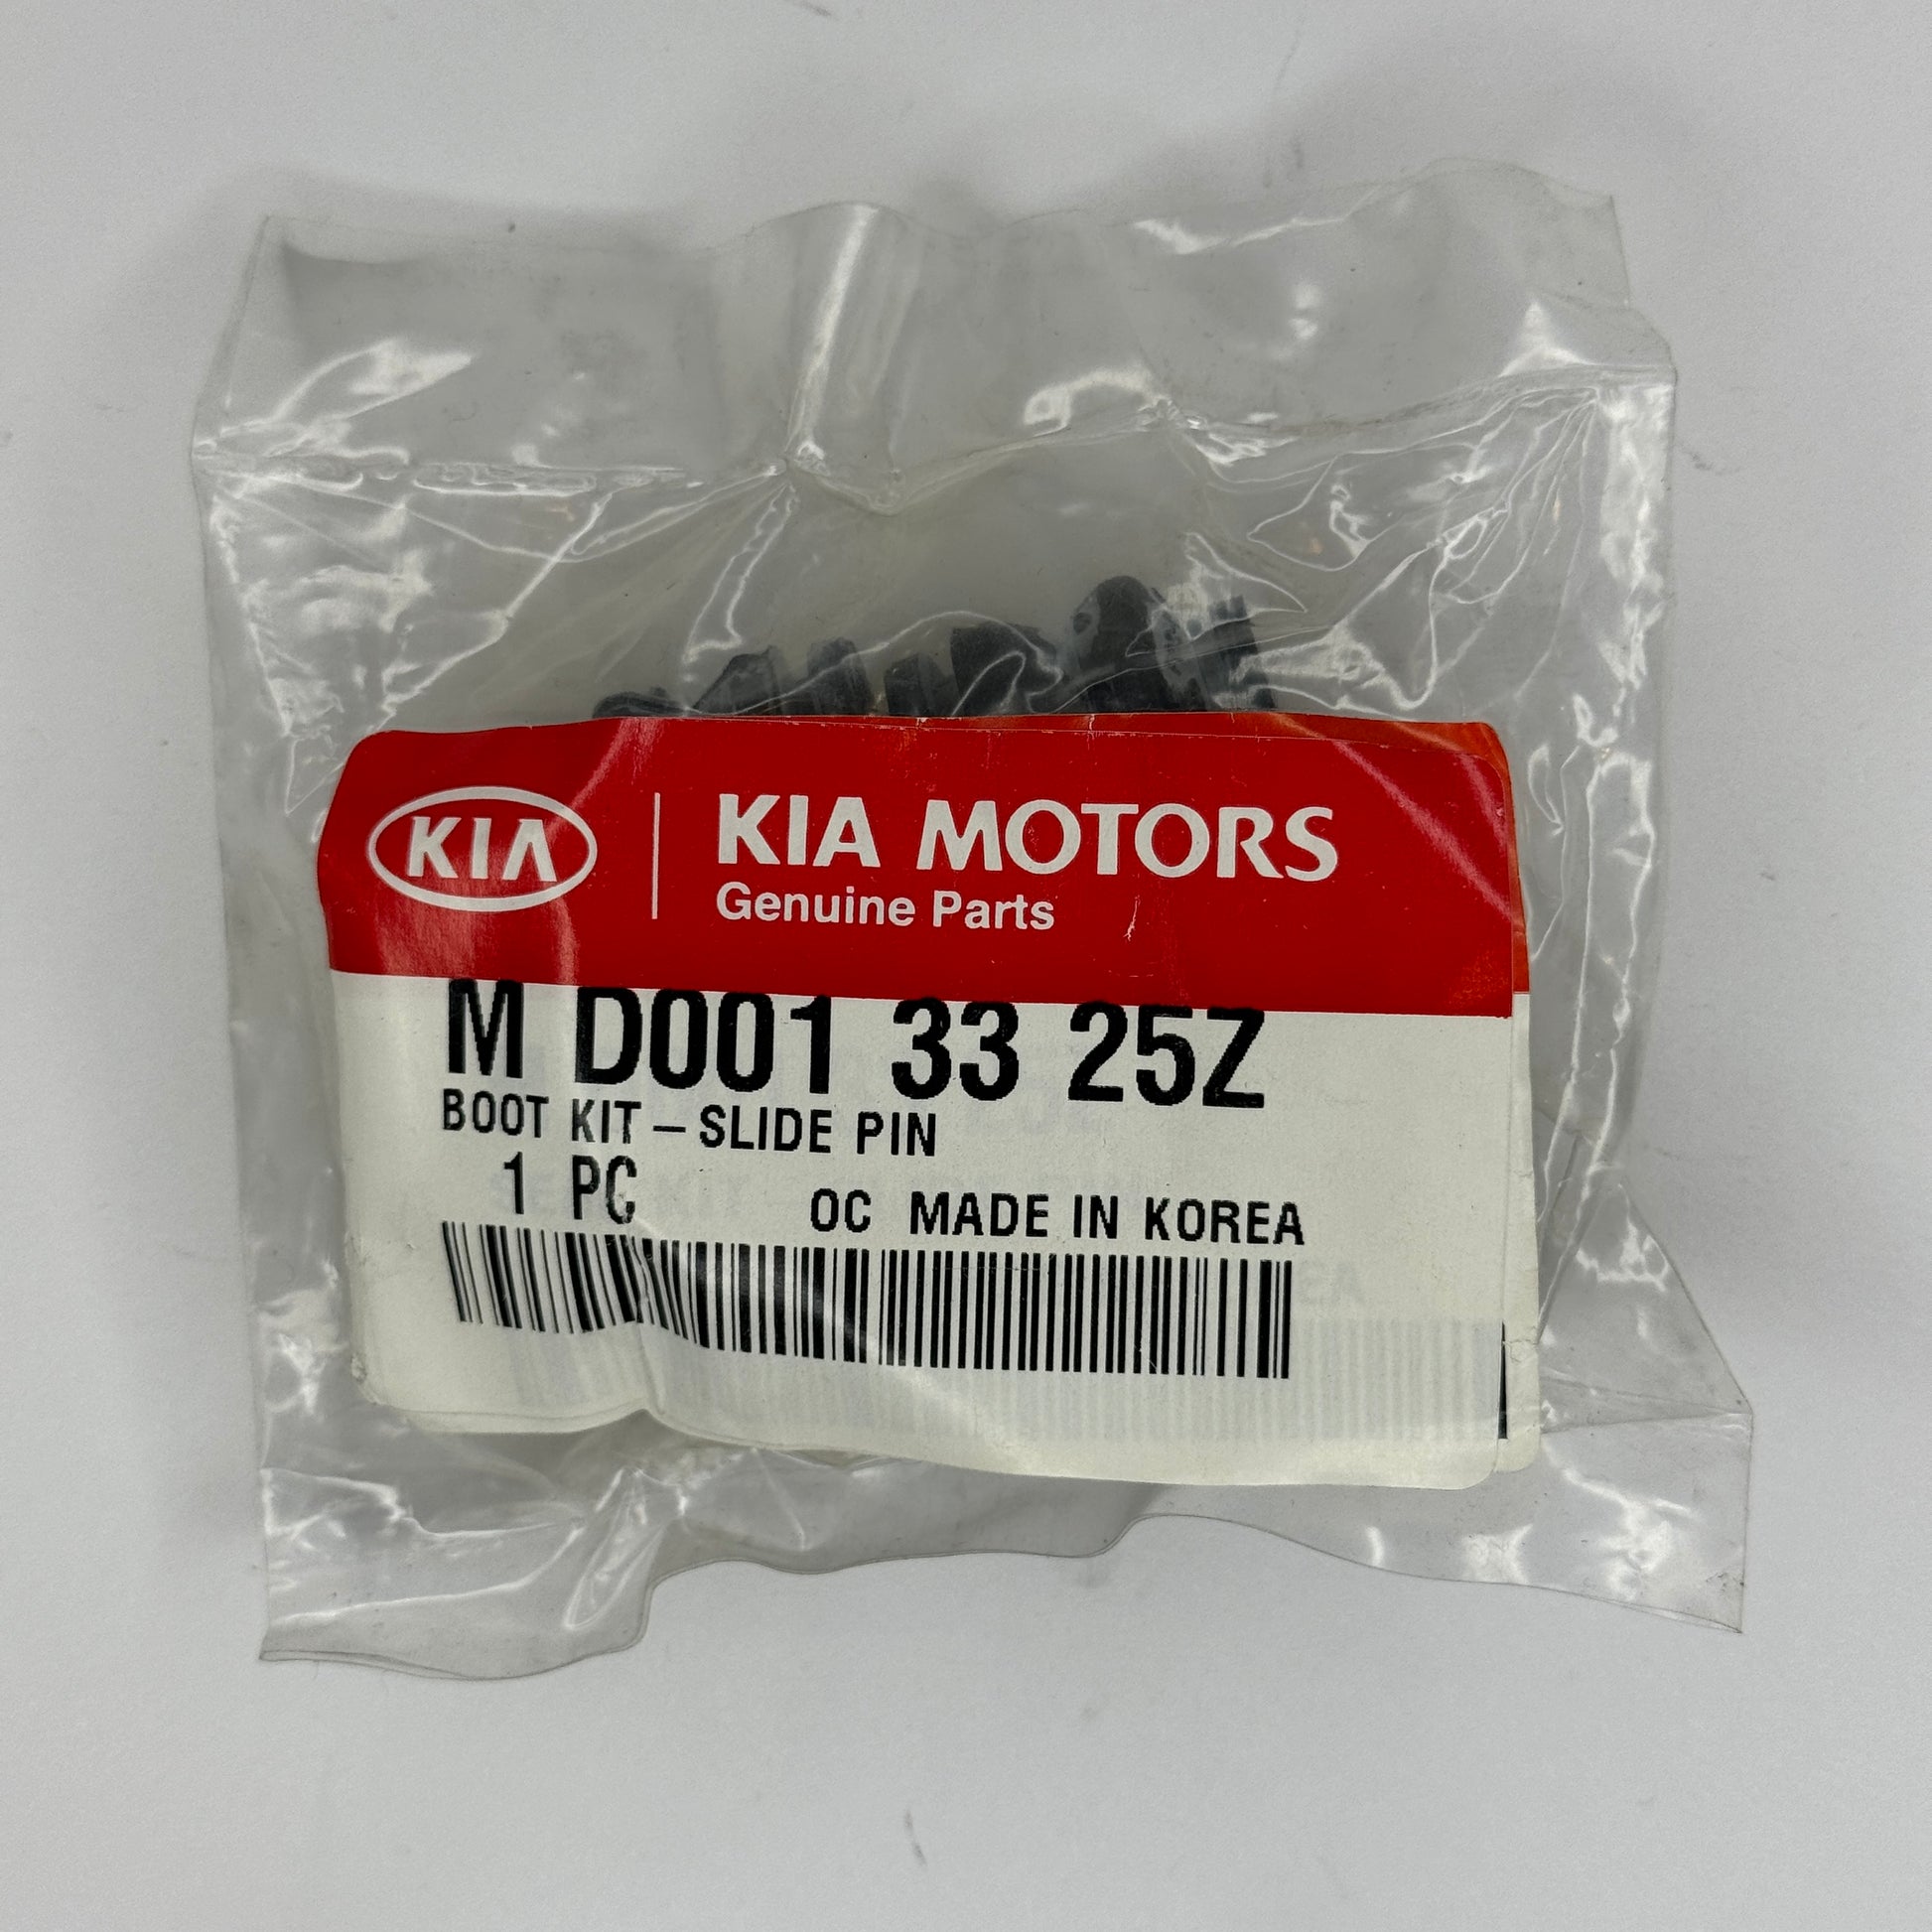 KIA
KIA MOTORS
Genuine Parts
M D001 33 25Z
BOOT KIT–SLIDE PIN
1 PC
OC MADE IN KOREA